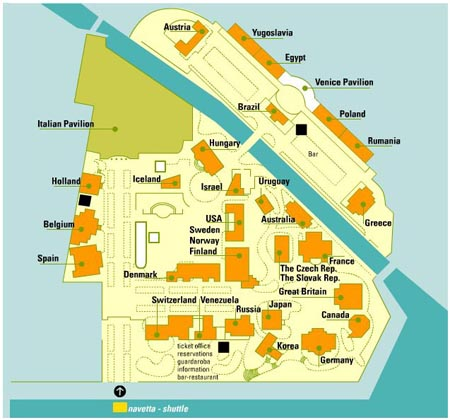 Austria
Yugoslavia
Egypt
Venice Pavilion
Brazil
Poland
Italian Pavilion
Rumania
Hungary
Bar
Holland
Iceland
Israel
Uruguay
Belgium
USA
Australia
Greece
Sweden
Norway
Spain
Finland
France
Denmark
The Czech Rep.
The Slovak Rep.
Great Britain
Switzerland
Venezuela
Russia
Japan
Canada
ticket office
reservations
guardaroba
information
bar-restaurant
Korea
Germany
navetta - shuttle